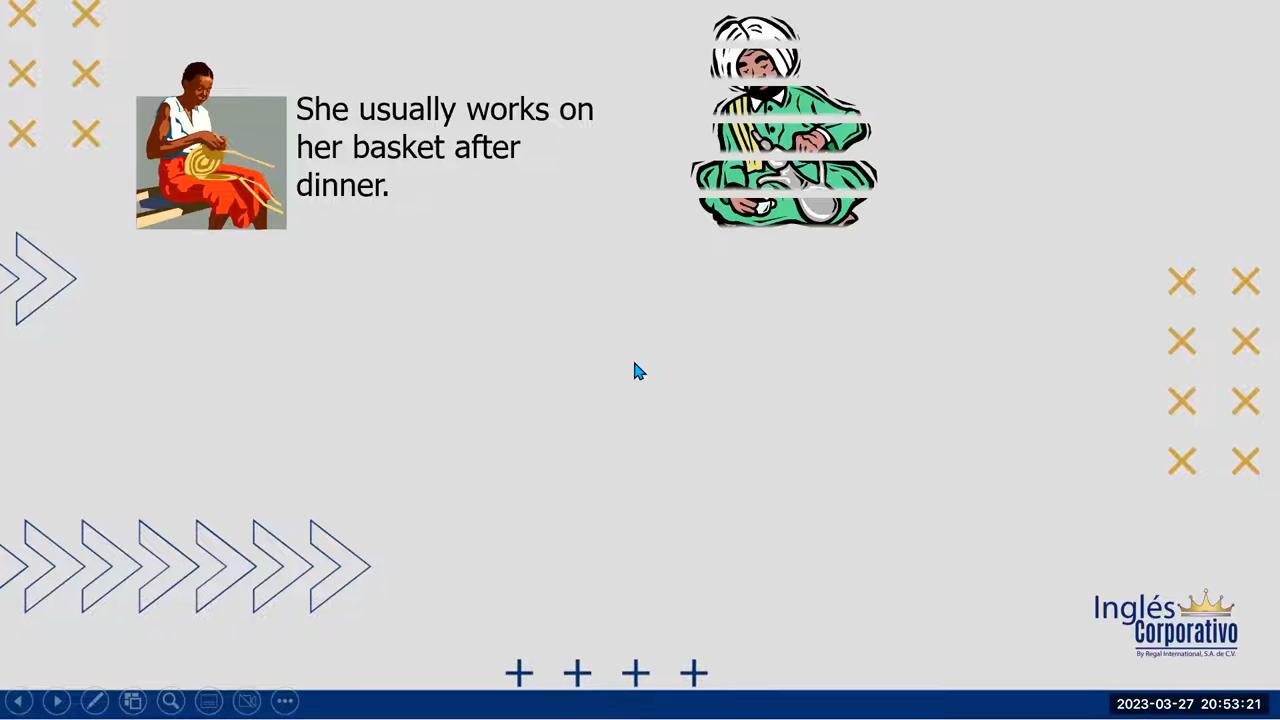 She usually works on
her basket after
dinner.
Inglés
Corporativo
By Regal International, S.A. de C.V.
2023-03-27 20:53:21